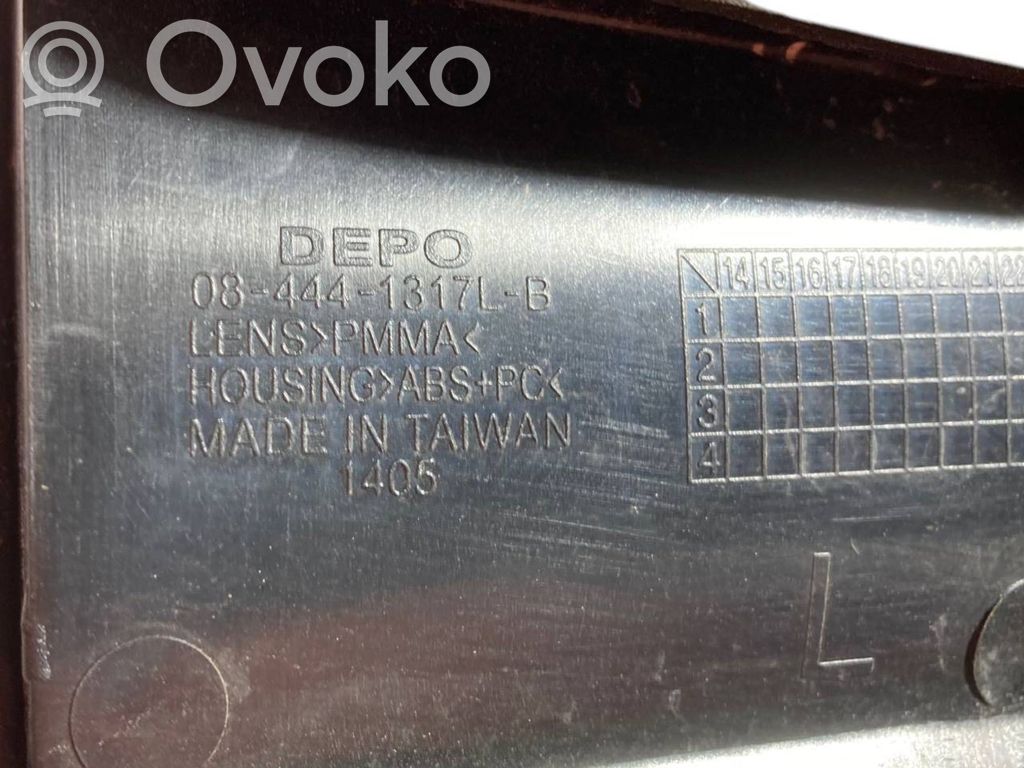 Ovoko
DEPO
08-444-1317L-B
LENS>PMMA<
HOUSING>ABS+PC<
MADE IN TAIWAN
1405
14 15 16 17 18 19 20 21 22
1
2
3
4
L